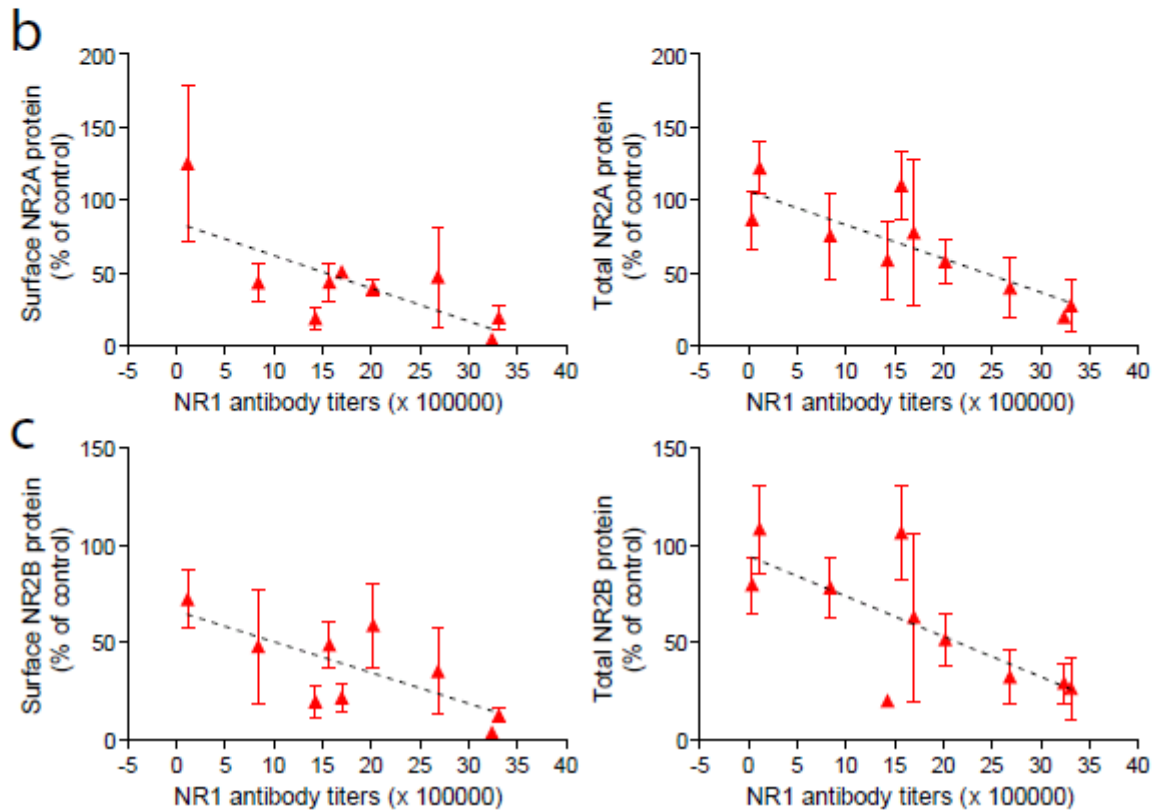 b
Surface NR2A protein
(% of control)
200
150
100
50
0
-5 0 5 10 15 20 25 30 35 40
NR1 antibody titers (x 100000)
Total NR2A protein
(% of control)
200
150
100
50
0
-5 0 5 10 15 20 25 30 35 40
NR1 antibody titers (x 100000)
c
Surface NR2B protein
(% of control)
150
100
50
0
-5 0 5 10 15 20 25 30 35 40
NR1 antibody titers (x 100000)
Total NR2B protein
(% of control)
150
100
50
0
-5 0 5 10 15 20 25 30 35 40
NR1 antibody titers (x 100000)